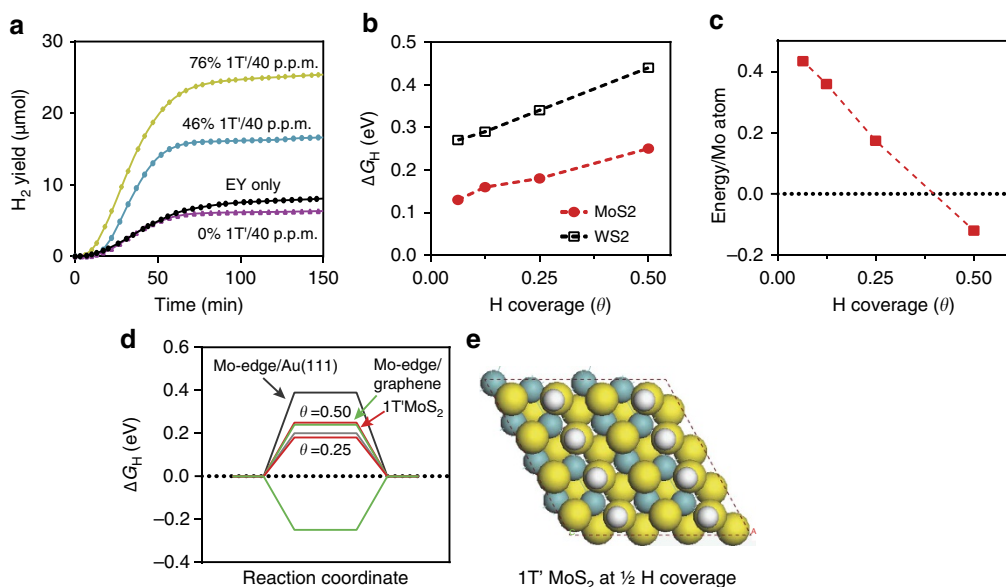 a
30
20
10
0
H₂ yield (μmol)
76% 1T′/40 p.p.m.
46% 1T′/40 p.p.m.
EY only
0% 1T′/40 p.p.m.
0
50
100
150
Time (min)
b
0.5
0.4
0.3
0.2
0.1
0.0
ΔG_H (eV)
MoS2
WS2
0.00
0.25
0.50
H coverage (θ)
c
0.4
0.2
0.0
−0.2
Energy/Mo atom
0.00
0.25
0.50
H coverage (θ)
d
0.6
0.4
0.2
0.0
−0.2
−0.4
ΔG_H (eV)
Mo-edge/Au(111)
Mo-edge/
graphene
1T′MoS₂
θ=0.50
θ=0.25
Reaction coordinate
e
A
1T’ MoS₂ at ½ H coverage